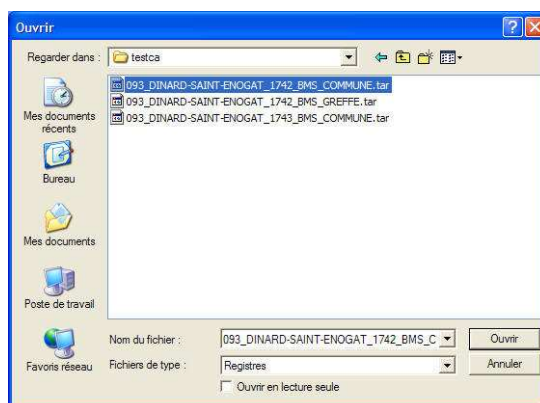 Ouvrir
Regarder dans :
testca
093_DINARD-SAINT-ENOGAT_1742_BMS_COMMUNE.tar
093_DINARD-SAINT-ENOGAT_1742_BMS_GREFFE.tar
093_DINARD-SAINT-ENOGAT_1743_BMS_COMMUNE.tar
Mes documents
récents
Bureau
Mes documents
Poste de travail
Favoris réseau
Nom du fichier :
093_DINARD-SAINT-ENOGAT_1742_BMS_C
Ouvrir
Fichiers de type :
Registres
Annuler
Ouvrir en lecture seule